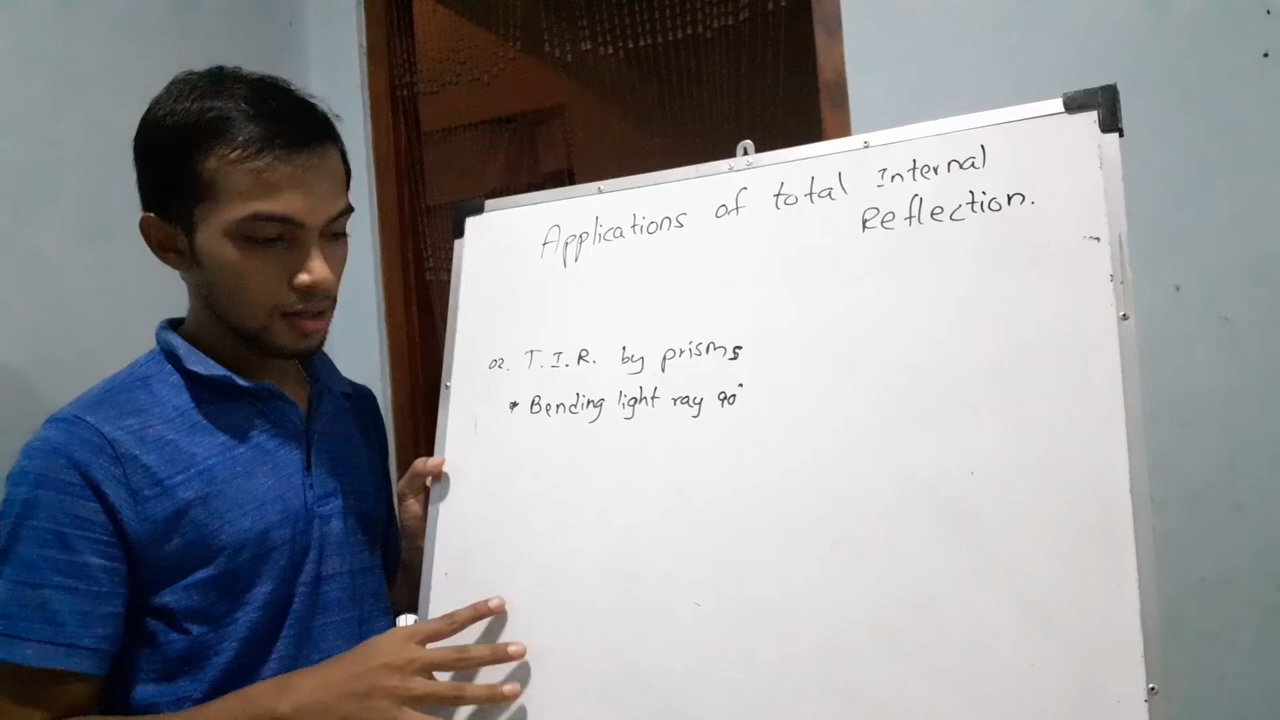 Applications of total Internal
Reflection.
02. T.I.R. by prisms
* Bending light ray 90°